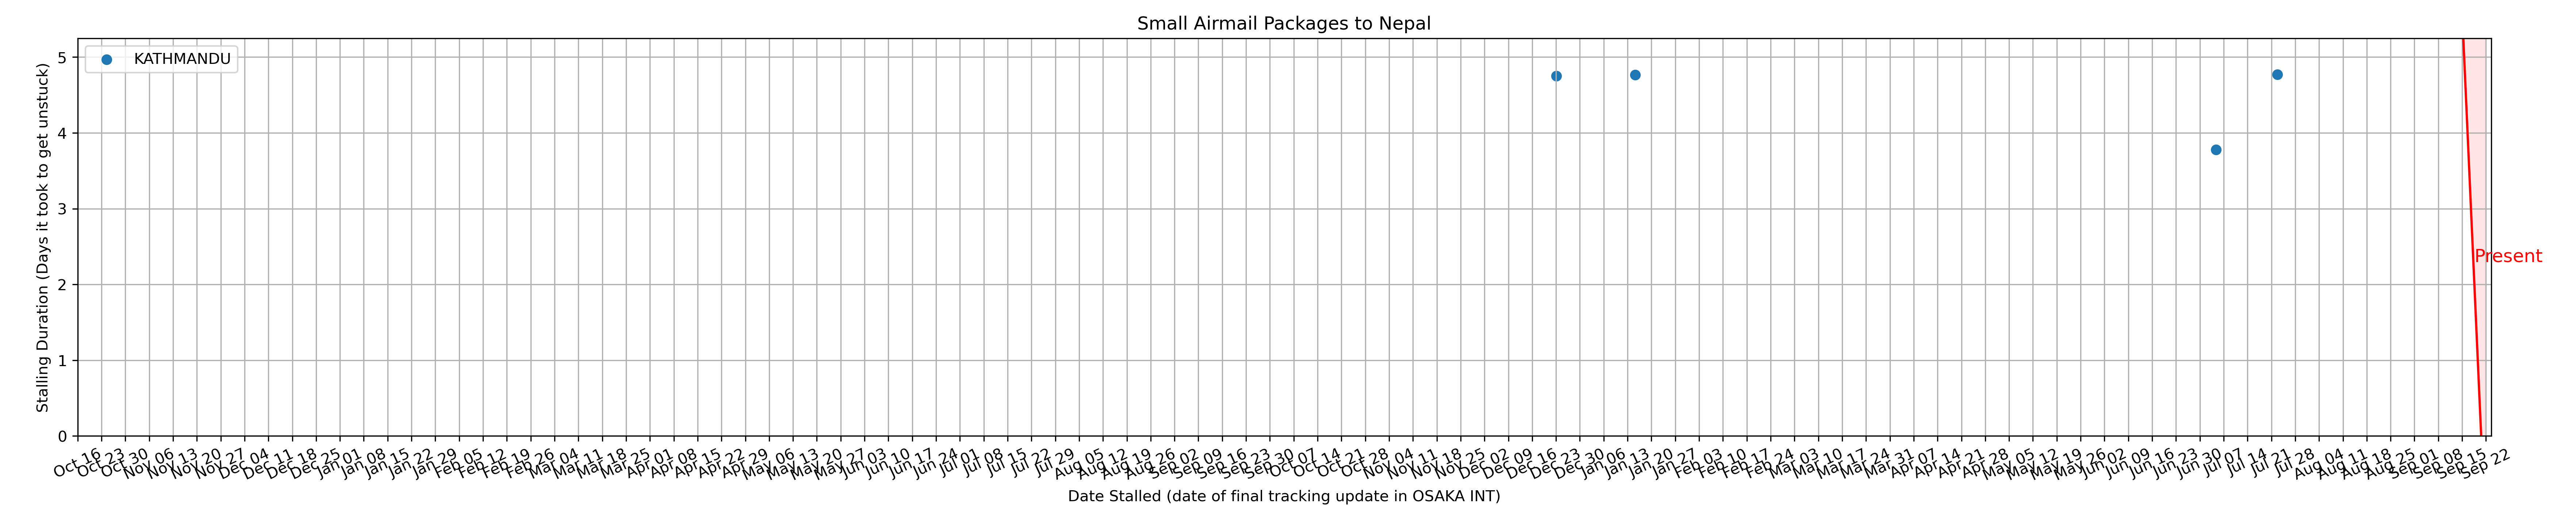 Small Airmail Packages to Nepal
KATHMANDU
Stalling Duration (Days it took to get unstuck)
5
4
3
2
1
0
Present
Oct 16
Oct 23
Oct 30
Nov 06
Nov 13
Nov 20
Nov 27
Dec 04
Dec 11
Dec 18
Dec 25
Jan 01
Jan 08
Jan 15
Jan 22
Jan 29
Feb 05
Feb 12
Feb 19
Feb 26
Mar 04
Mar 11
Mar 18
Mar 25
Apr 01
Apr 08
Apr 15
Apr 22
Apr 29
May 06
May 13
May 20
May 27
Jun 03
Jun 10
Jun 17
Jun 24
Jul 01
Jul 08
Jul 15
Jul 22
Jul 29
Aug 05
Aug 12
Aug 19
Aug 26
Sep 02
Sep 09
Sep 16
Sep 23
Sep 30
Oct 07
Oct 14
Oct 21
Oct 28
Nov 04
Nov 11
Nov 18
Nov 25
Dec 02
Dec 09
Dec 16
Dec 23
Dec 30
Jan 06
Jan 13
Jan 20
Jan 27
Feb 03
Feb 10
Feb 17
Feb 24
Mar 03
Mar 10
Mar 17
Mar 24
Mar 31
Apr 07
Apr 14
Apr 21
Apr 28
May 05
May 12
May 19
May 26
Jun 02
Jun 09
Jun 16
Jun 23
Jun 30
Jul 07
Jul 14
Jul 21
Jul 28
Aug 04
Aug 11
Aug 18
Aug 25
Sep 01
Sep 08
Sep 15
Sep 22
Date Stalled (date of final tracking update in OSAKA INT)